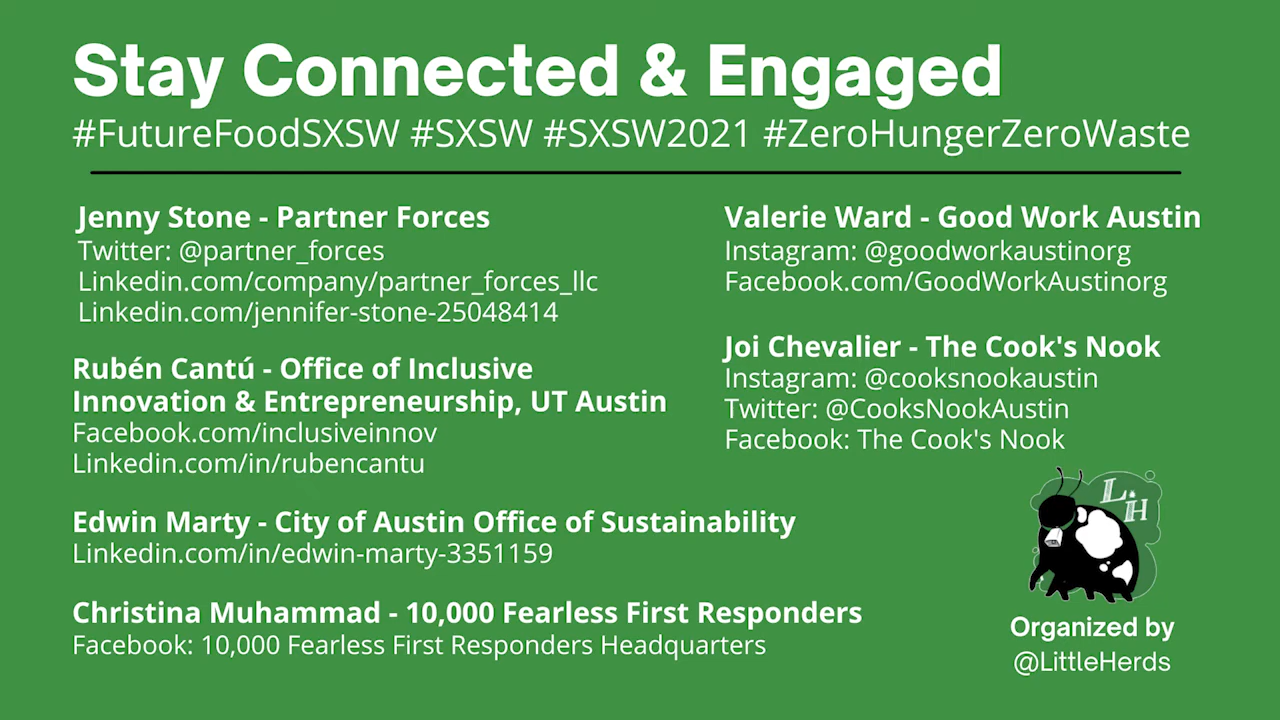 Stay Connected & Engaged
#FutureFoodSXSW #SXSW #SXSW2021 #ZeroHungerZeroWaste
Jenny Stone - Partner Forces
Twitter: @partner_forces
Linkedin.com/company/partner_forces_llc
Linkedin.com/jennifer-stone-25048414
Rubén Cantú - Office of Inclusive
Innovation & Entrepreneurship, UT Austin
Facebook.com/inclusiveinnov
Linkedin.com/in/rubencantu
Edwin Marty - City of Austin Office of Sustainability
Linkedin.com/in/edwin-marty-3351159
Christina Muhammad - 10,000 Fearless First Responders
Facebook: 10,000 Fearless First Responders Headquarters
Valerie Ward - Good Work Austin
Instagram: @goodworkaustinorg
Facebook.com/GoodWorkAustinorg
Joi Chevalier - The Cook's Nook
Instagram: @cooksnookaustin
Twitter: @CooksNookAustin
Facebook: The Cook's Nook
L.H
Organized by
@LittleHerds